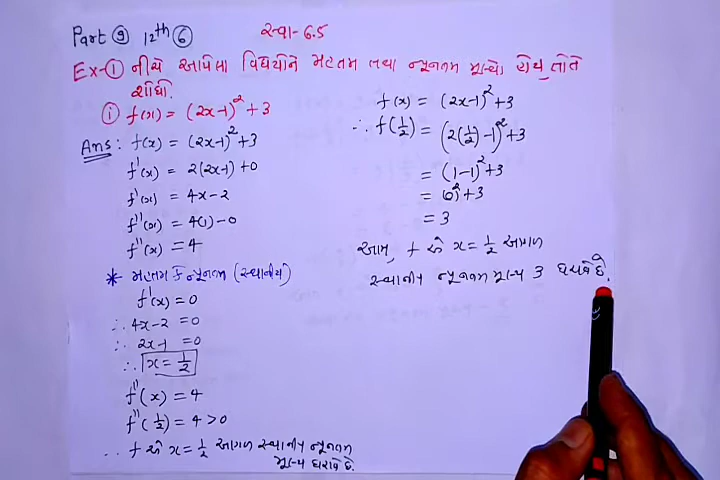 Part ⑨ 12th ⑥ સ્વા-6.5
Ex-① નીચે આપેલા વિધેયોને મહત્તમ તથા ન્યૂનતમ મૂલ્યો હોય, તો તે
શોધો.
① f(x) = (2x-1)² + 3
Ans: f(x) = (2x-1)² + 3
f'(x) = 2(2x-1) + 0
f'(x) = 4x-2
f''(x) = 4(1) - 0
f''(x) = 4
* મહત્તમ કે ન્યૂનતમ (સ્થાનીય)
f'(x) = 0
∴ 4x-2 = 0
∴ 2x-1 = 0
∴ x = 1/2
f''(x) = 4
f''(1/2) = 4 > 0
∴ f એ x = 1/2 આગળ સ્થાનીય ન્યૂનતમ
મૂલ્ય ધરાવે છે.
f(x) = (2x-1)² + 3
∴ f(1/2) = (2(1/2)-1)² + 3
= (1-1)² + 3
= (0)² + 3
= 3
આમ, f એ x = 1/2 આગળ
સ્થાનીય ન્યૂનતમ મૂલ્ય 3 ધરાવે છે.